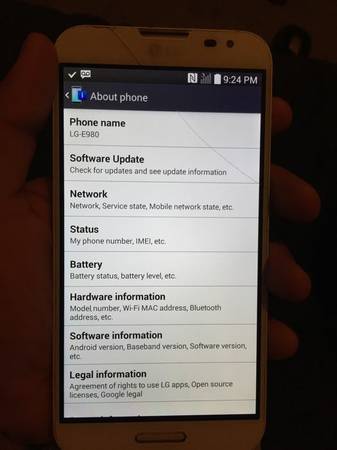 9:24 PM
About phone
Phone name
LG-E980
Software Update
Check for updates and see update information
Network
Network, Service state, Mobile network state, etc.
Status
My phone number, IMEI, etc.
Battery
Battery status, battery level, etc.
Hardware information
Model number, Wi-Fi MAC address, Bluetooth
address, etc.
Software information
Android version, Baseband version, Software version,
etc.
Legal information
Agreement of rights to use LG apps, Open source
licenses, Google legal